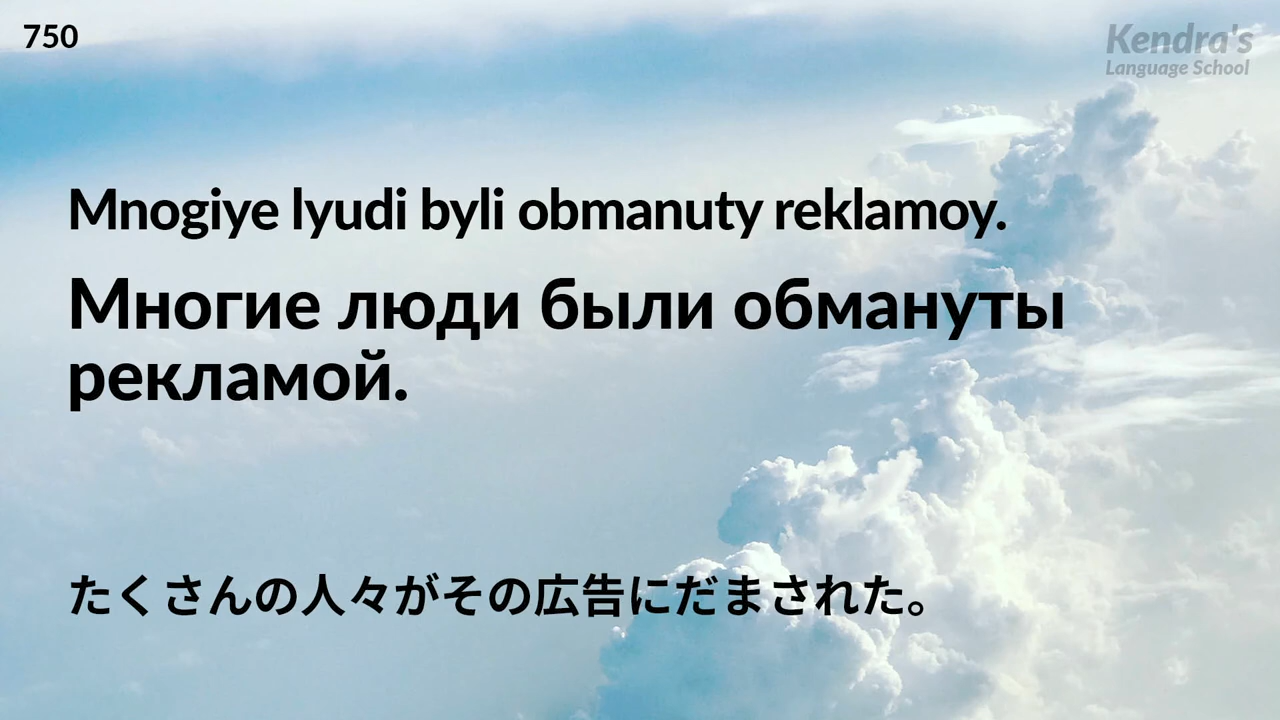 750
Kendra's
Language School
Mnogiye lyudi byli obmanuty reklamoy.
Многие люди были обмануты
рекламой.
たくさんの人々がその広告にだまされた。